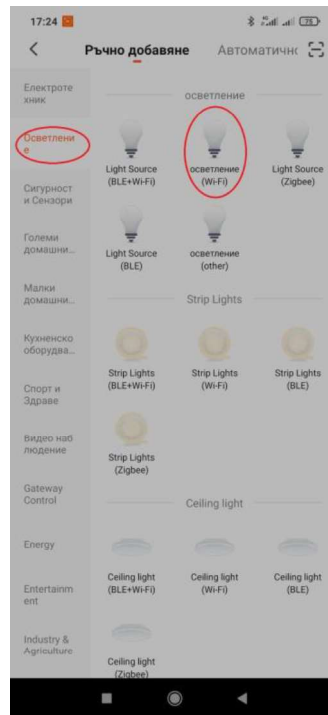 17:24
75
Ръчно добавяне Автоматичнс
Електроте
хник
Осветлени
е
Сигурност
и Сензори
Големи
домашни...
Малки
домашни...
Кухненско
оборудва...
Спорт и
Здраве
Видео наб
людение
Gateway
Control
Energy
Entertainm
ent
Industry &
Agriculture
осветление
Light Source
(BLE+Wi-Fi)
осветление
(Wi-Fi)
Light Source
(Zigbee)
Light Source
(BLE)
осветление
(other)
Strip Lights
Strip Lights
(BLE+Wi-Fi)
Strip Lights
(Wi-Fi)
Strip Lights
(BLE)
Strip Lights
(Zigbee)
Ceiling light
Ceiling light
(BLE+Wi-Fi)
Ceiling light
(Wi-Fi)
Ceiling light
(BLE)
Ceiling light
(Zigbee)